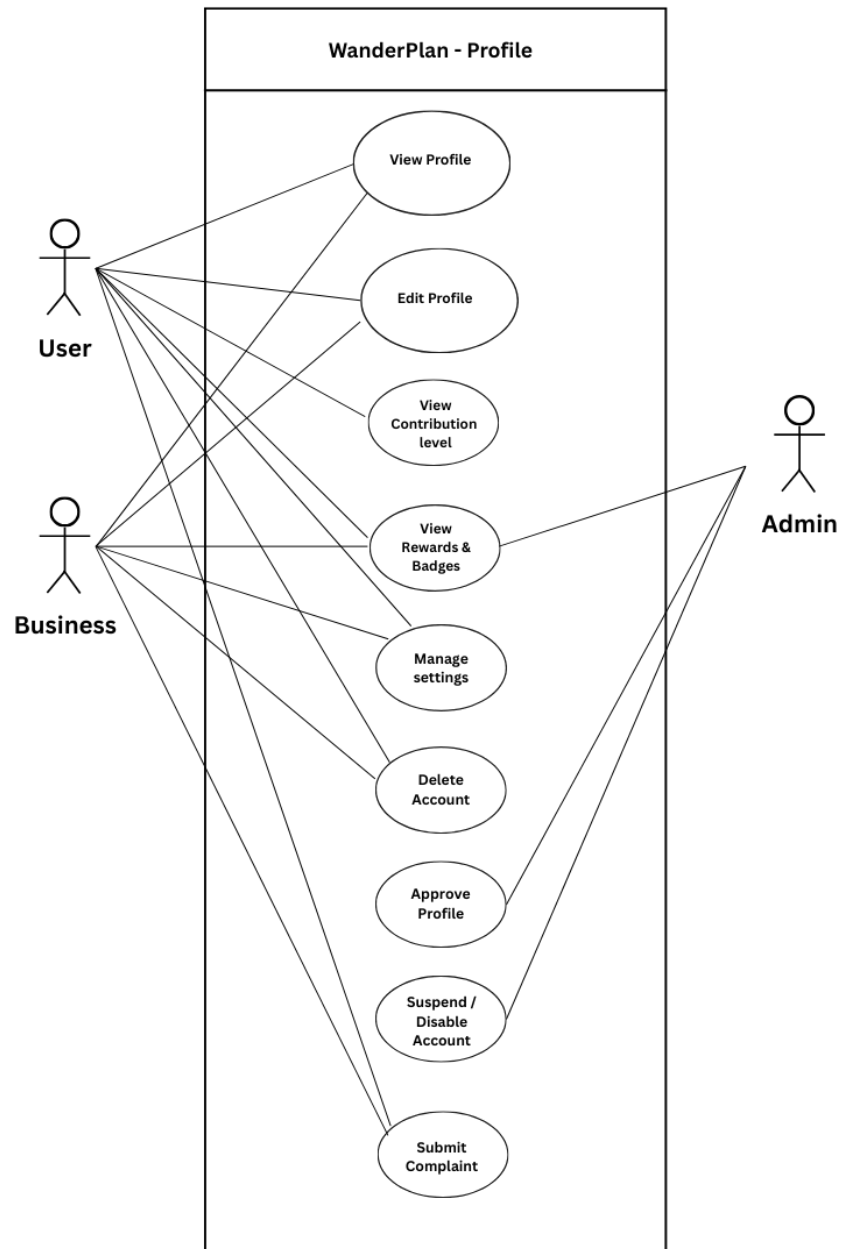 WanderPlan - Profile
View Profile
User
Edit Profile
View
Contribution
level
Admin
Business
View
Rewards &
Badges
Manage
settings
Delete
Account
Approve
Profile
Suspend /
Disable
Account
Submit
Complaint